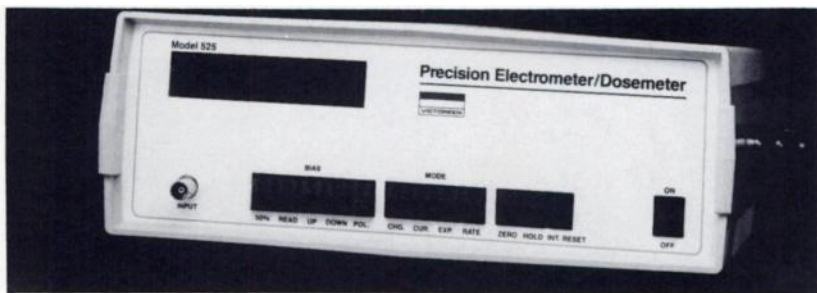 Model 525
Precision Electrometer/Dosemeter
VICTOREEN
BIAS
MODE
ON
INPUT
50% READ UP DOWN POL.
CHG. CUR. EXP. RATE
ZERO HOLD INT. RESET
OFF